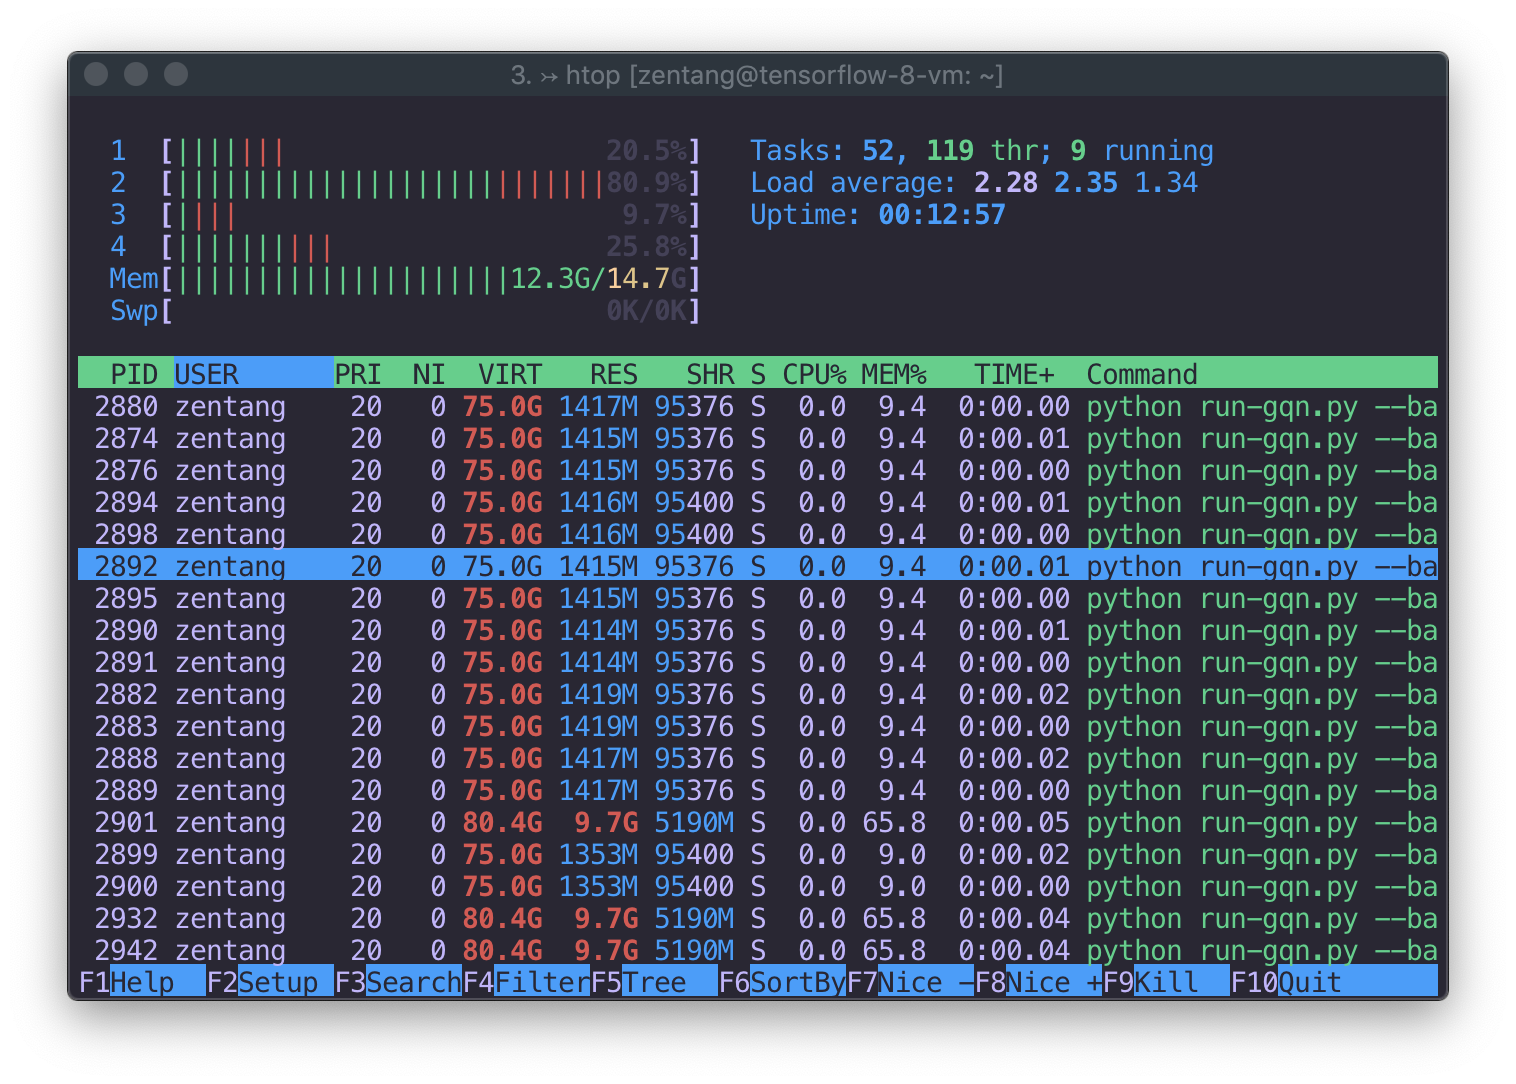 3. ↣ htop [zentang@tensorflow-8-vm: ~]
1 [||||||| 20.5%] Tasks: 52, 119 thr; 9 running
2 [|||||||||||||||||||||||||||80.9%] Load average: 2.28 2.35 1.34
3 [|||| 9.7%] Uptime: 00:12:57
4 [|||||||||| 25.8%]
Mem[|||||||||||||||||||||12.3G/14.7G]
Swp[ 0K/0K]
PID USER PRI NI VIRT RES SHR S CPU% MEM% TIME+ Command
2880 zentang 20 0 75.0G 1417M 95376 S 0.0 9.4 0:00.00 python run-gqn.py --ba
2874 zentang 20 0 75.0G 1415M 95376 S 0.0 9.4 0:00.01 python run-gqn.py --ba
2876 zentang 20 0 75.0G 1415M 95376 S 0.0 9.4 0:00.00 python run-gqn.py --ba
2894 zentang 20 0 75.0G 1416M 95400 S 0.0 9.4 0:00.01 python run-gqn.py --ba
2898 zentang 20 0 75.0G 1416M 95400 S 0.0 9.4 0:00.00 python run-gqn.py --ba
2892 zentang 20 0 75.0G 1415M 95376 S 0.0 9.4 0:00.01 python run-gqn.py --ba
2895 zentang 20 0 75.0G 1415M 95376 S 0.0 9.4 0:00.00 python run-gqn.py --ba
2890 zentang 20 0 75.0G 1414M 95376 S 0.0 9.4 0:00.01 python run-gqn.py --ba
2891 zentang 20 0 75.0G 1414M 95376 S 0.0 9.4 0:00.00 python run-gqn.py --ba
2882 zentang 20 0 75.0G 1419M 95376 S 0.0 9.4 0:00.02 python run-gqn.py --ba
2883 zentang 20 0 75.0G 1419M 95376 S 0.0 9.4 0:00.00 python run-gqn.py --ba
2888 zentang 20 0 75.0G 1417M 95376 S 0.0 9.4 0:00.02 python run-gqn.py --ba
2889 zentang 20 0 75.0G 1417M 95376 S 0.0 9.4 0:00.00 python run-gqn.py --ba
2901 zentang 20 0 80.4G 9.7G 5190M S 0.0 65.8 0:00.05 python run-gqn.py --ba
2899 zentang 20 0 75.0G 1353M 95400 S 0.0 9.0 0:00.02 python run-gqn.py --ba
2900 zentang 20 0 75.0G 1353M 95400 S 0.0 9.0 0:00.00 python run-gqn.py --ba
2932 zentang 20 0 80.4G 9.7G 5190M S 0.0 65.8 0:00.04 python run-gqn.py --ba
2942 zentang 20 0 80.4G 9.7G 5190M S 0.0 65.8 0:00.04 python run-gqn.py --ba
F1Help F2Setup F3SearchF4FilterF5Tree F6SortByF7Nice -F8Nice +F9Kill F10Quit